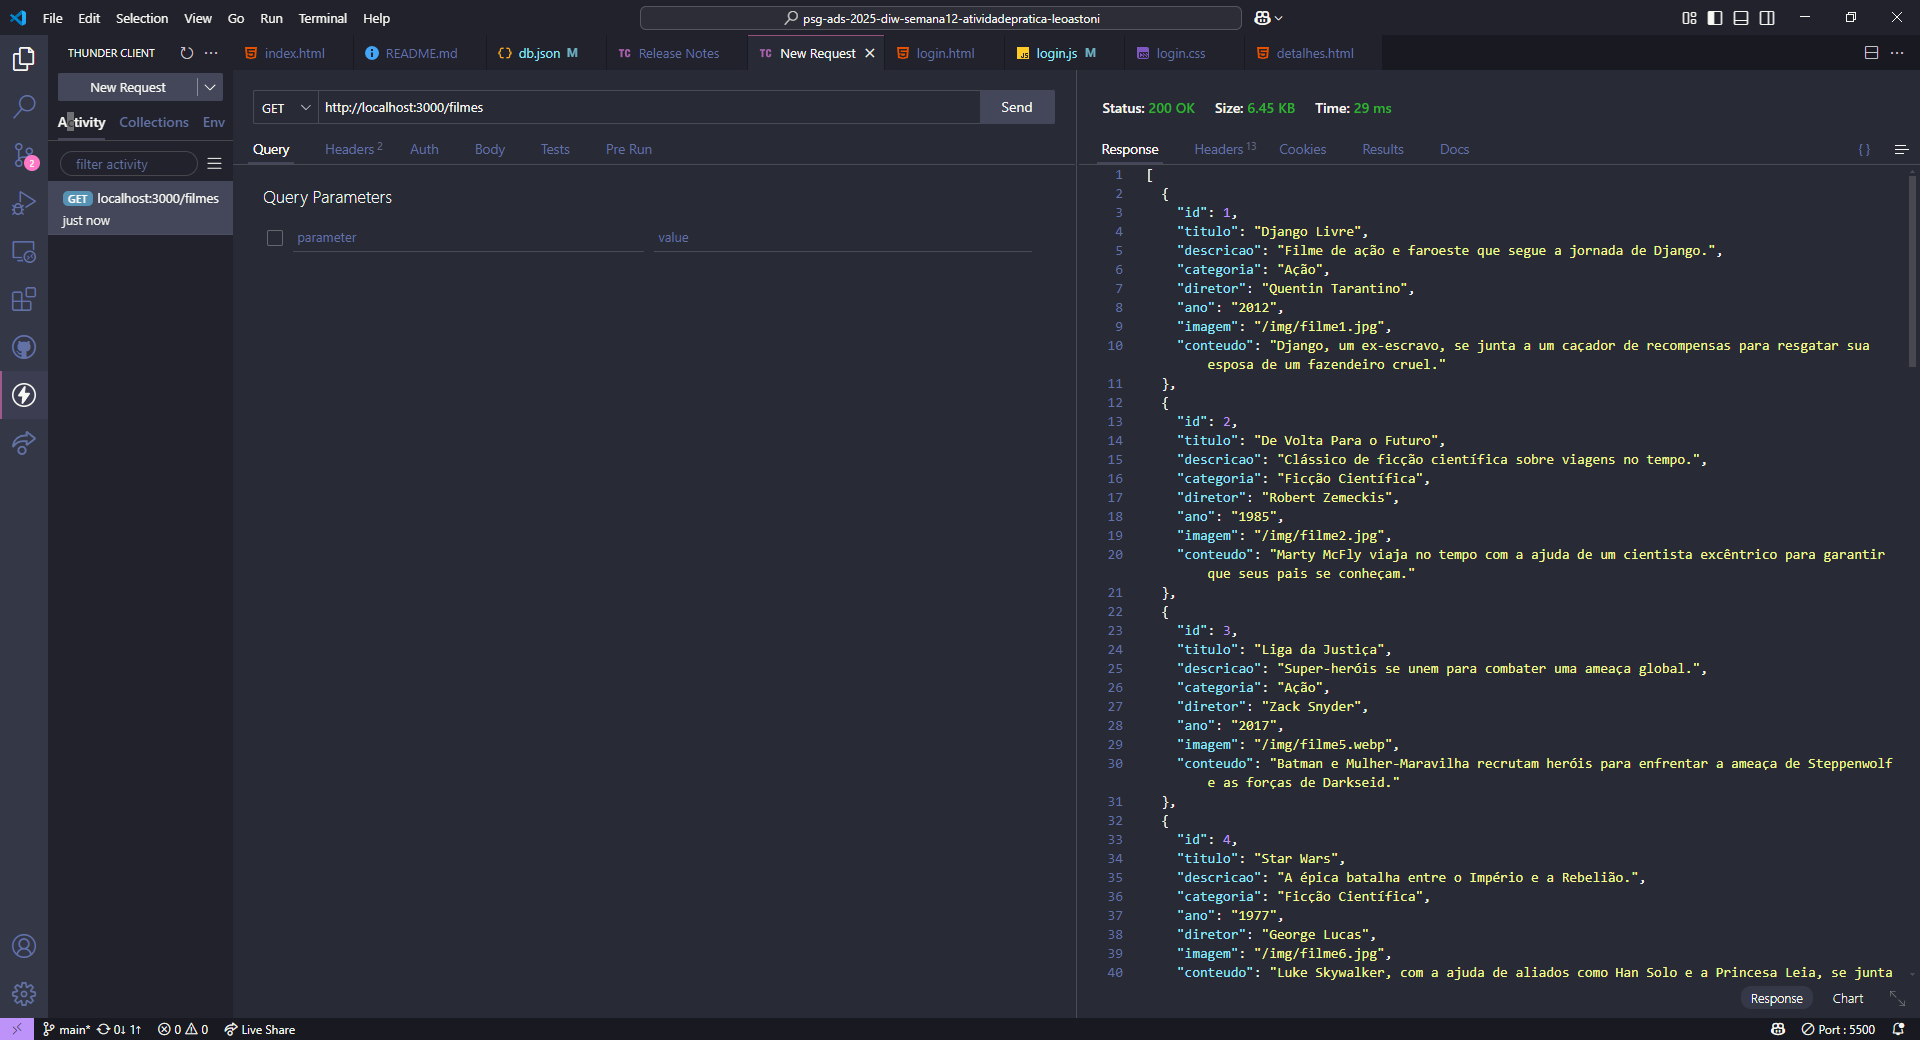 File Edit Selection View Go Run Terminal Help
psg-ads-2025-diw-semana12-atividadepratica-leoastoni
THUNDER CLIENT
index.html
README.md
db.json M
TC Release Notes
TC New Request
login.html
login.js M
login.css
detalhes.html
New Request
Activity Collections Env
filter activity
GET localhost:3000/filmes
just now
GET http://localhost:3000/filmes Send
Query Headers 2 Auth Body Tests Pre Run
Query Parameters
parameter value
Status: 200 OK Size: 6.45 KB Time: 29 ms
Response Headers 13 Cookies Results Docs { }
1 [
2 {
3 "id": 1,
4 "titulo": "Django Livre",
5 "descricao": "Filme de ação e faroeste que segue a jornada de Django.",
6 "categoria": "Ação",
7 "diretor": "Quentin Tarantino",
8 "ano": "2012",
9 "imagem": "/img/filme1.jpg",
10 "conteudo": "Django, um ex-escravo, se junta a um caçador de recompensas para resgatar sua
esposa de um fazendeiro cruel."
11 },
12 {
13 "id": 2,
14 "titulo": "De Volta Para o Futuro",
15 "descricao": "Clássico de ficção científica sobre viagens no tempo.",
16 "categoria": "Ficção Científica",
17 "diretor": "Robert Zemeckis",
18 "ano": "1985",
19 "imagem": "/img/filme2.jpg",
20 "conteudo": "Marty McFly viaja no tempo com a ajuda de um cientista excêntrico para garantir
que seus pais se conheçam."
21 },
22 {
23 "id": 3,
24 "titulo": "Liga da Justiça",
25 "descricao": "Super-heróis se unem para combater uma ameaça global.",
26 "categoria": "Ação",
27 "diretor": "Zack Snyder",
28 "ano": "2017",
29 "imagem": "/img/filme5.webp",
30 "conteudo": "Batman e Mulher-Maravilha recrutam heróis para enfrentar a ameaça de Steppenwolf
e as forças de Darkseid."
31 },
32 {
33 "id": 4,
34 "titulo": "Star Wars",
35 "descricao": "A épica batalha entre o Império e a Rebelião.",
36 "categoria": "Ficção Científica",
37 "ano": "1977",
38 "diretor": "George Lucas",
39 "imagem": "/img/filme6.jpg",
40 "conteudo": "Luke Skywalker, com a ajuda de aliados como Han Solo e a Princesa Leia, se junta
Response Chart
2
main* 0↓ 1↑ 0 0 Live Share
Port : 5500